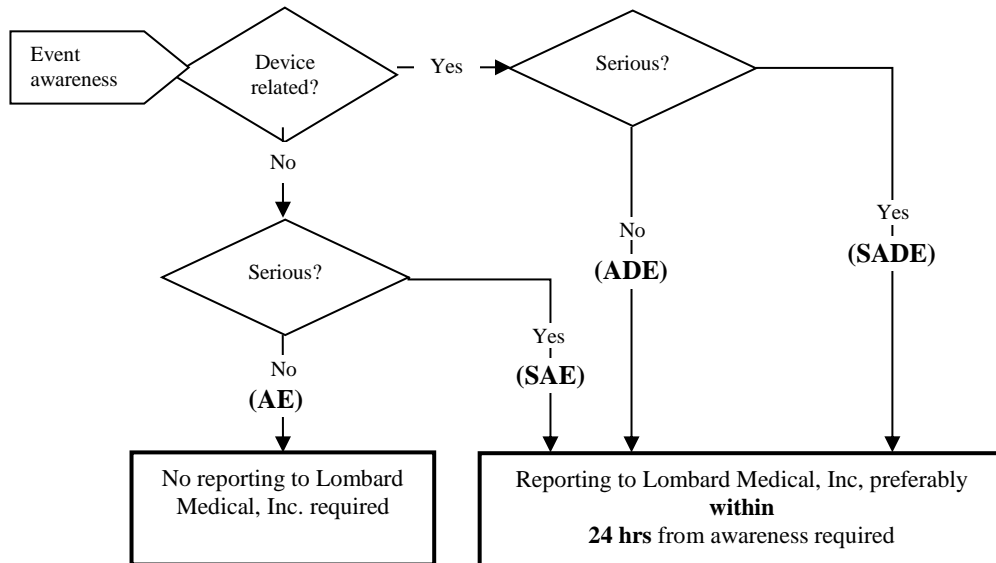 Event
awareness
Device
related?
Yes
Serious?
No
Serious?
Yes
(SADE)
No
(ADE)
Yes
(SAE)
No
(AE)
No reporting to Lombard
Medical, Inc. required
Reporting to Lombard Medical, Inc, preferably
within
24 hrs from awareness required